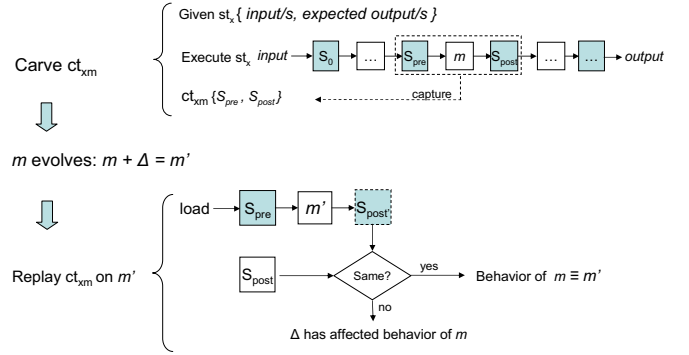 Given st_x { input/s, expected output/s }
Carve ct_xm
Execute st_x input S_0 ... S_pre m S_post ... ... output
ct_xm {S_pre , S_post} capture
m evolves: m + Δ = m'
load S_pre m' S_post'
Replay ct_xm on m'
S_post Same? yes Behavior of m ≡ m'
no
Δ has affected behavior of m